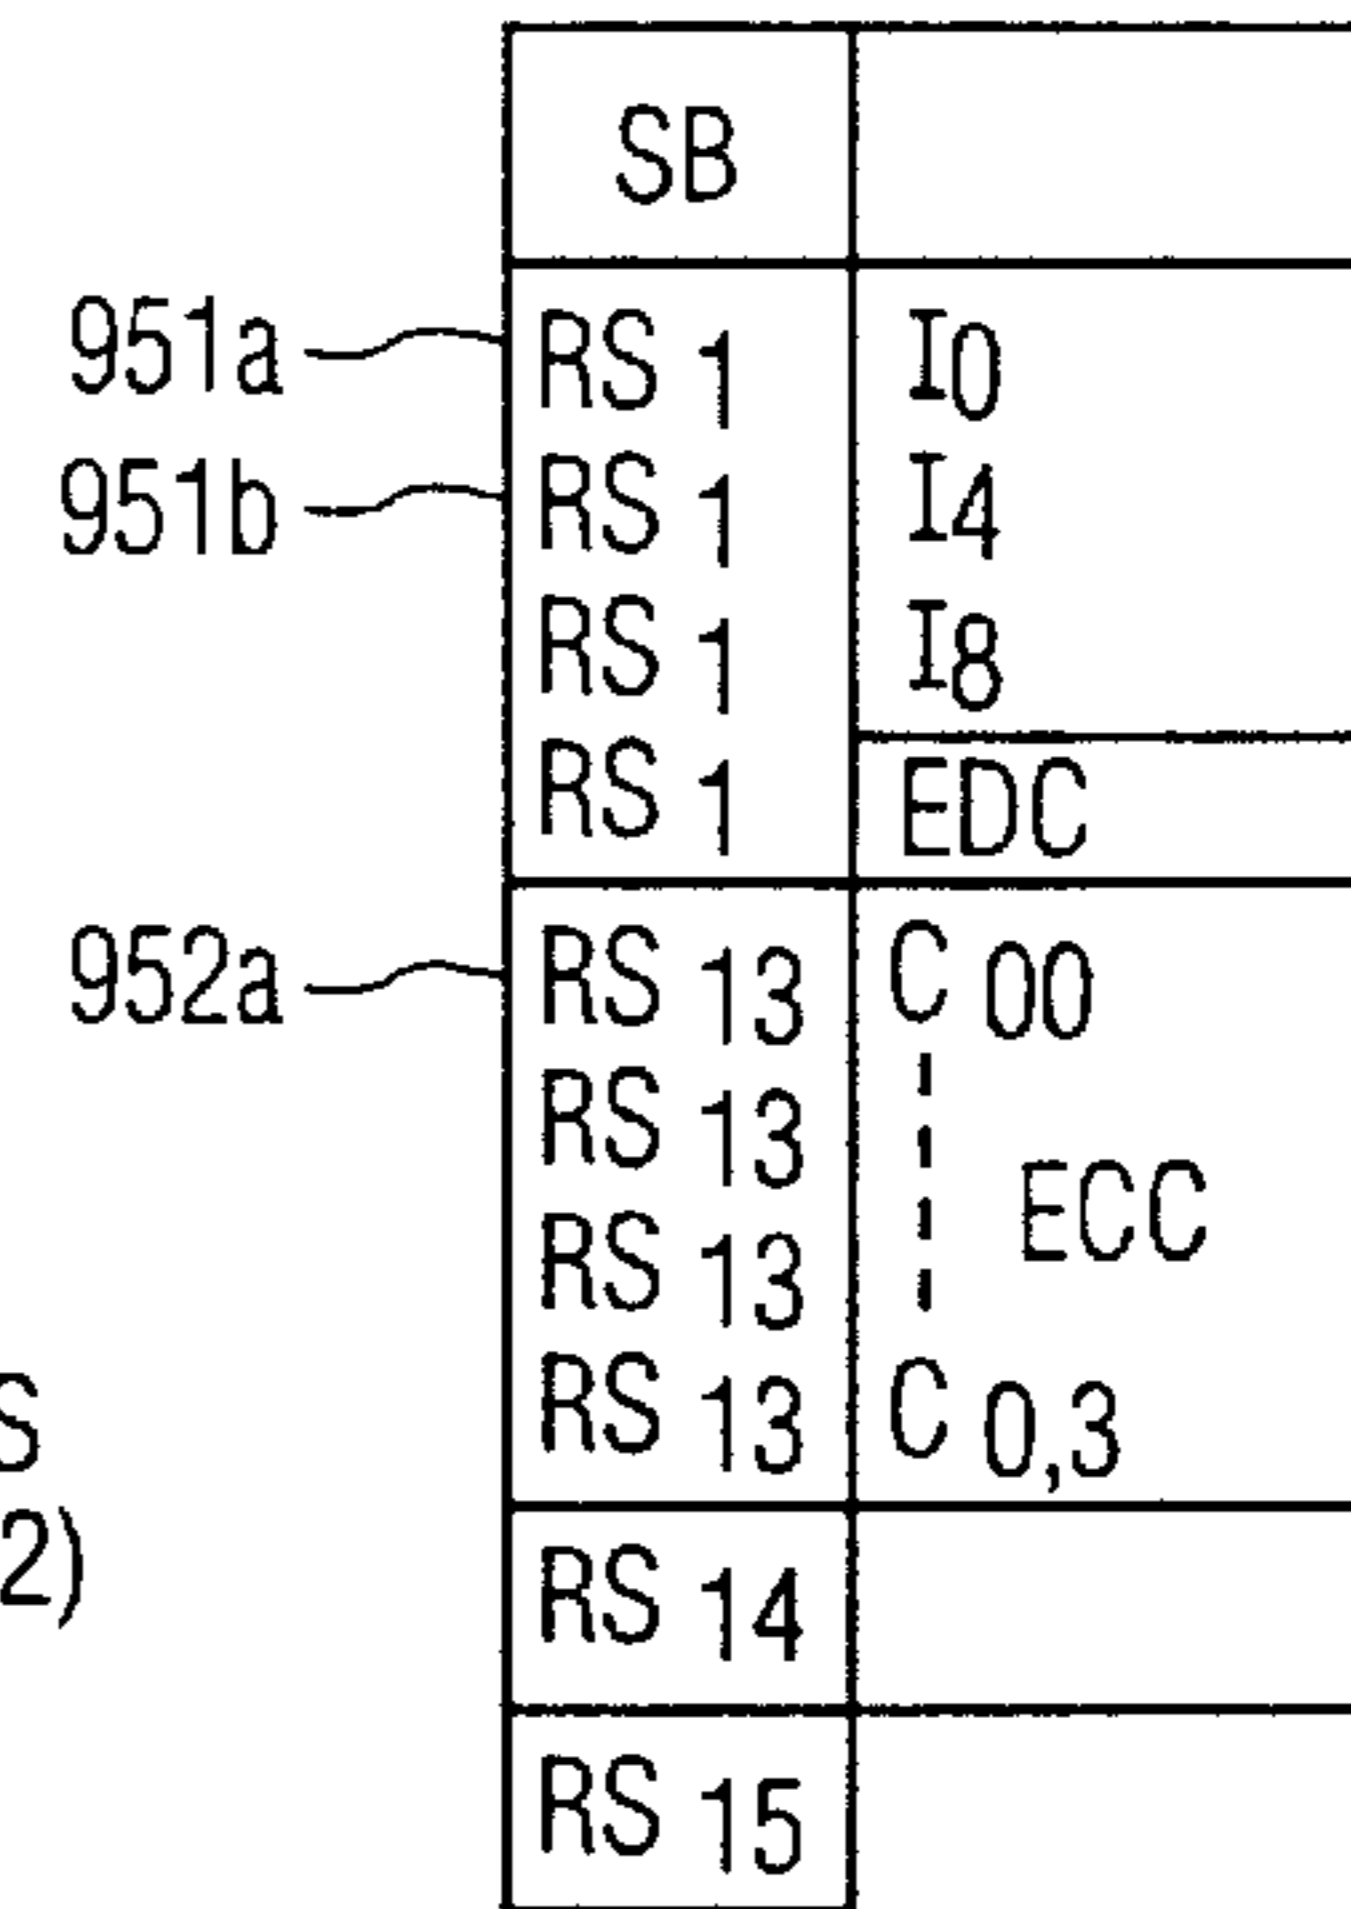 SB
951a RS 1 I0
951b RS 1 I4
RS 1 I8
RS 1 EDC
952a RS 13 C 00
RS 13
RS 13 ECC
RS 13 C 0,3
S
2)
RS 14
RS 15